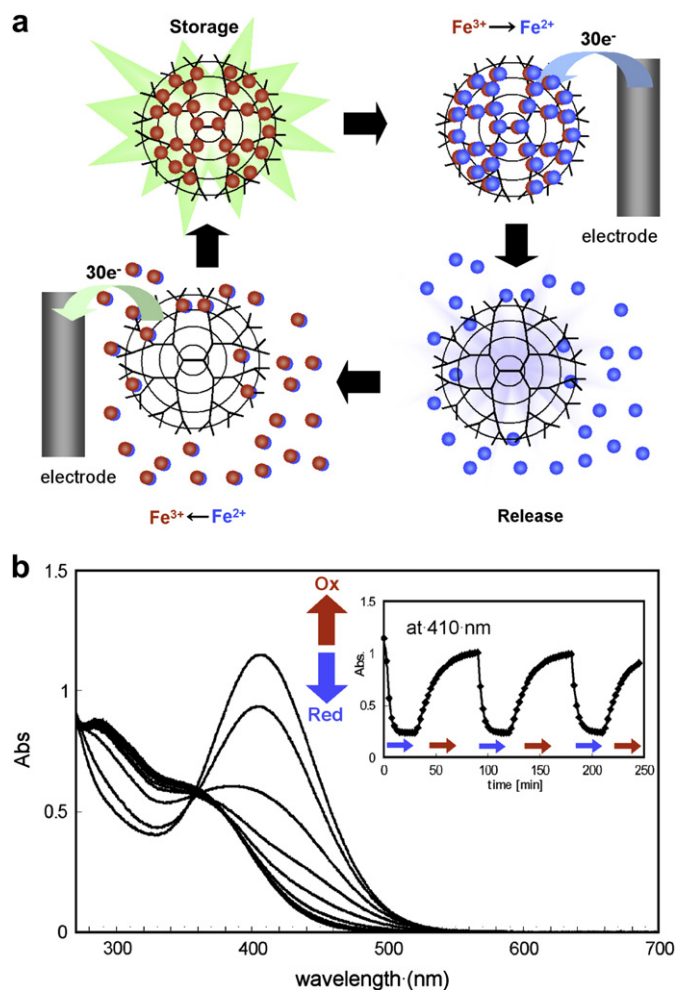 a
Storage
Fe³⁺ → Fe²⁺
30e⁻
electrode
30e⁻
electrode
Fe³⁺ ← Fe²⁺
Release
b
1.5
1
0.5
0
Abs
300
400
500
600
700
wavelength·(nm)
Ox
Red
at·410·nm
1.5
1
0.5
0
Abs.
0
50
100
150
200
250
time [min]